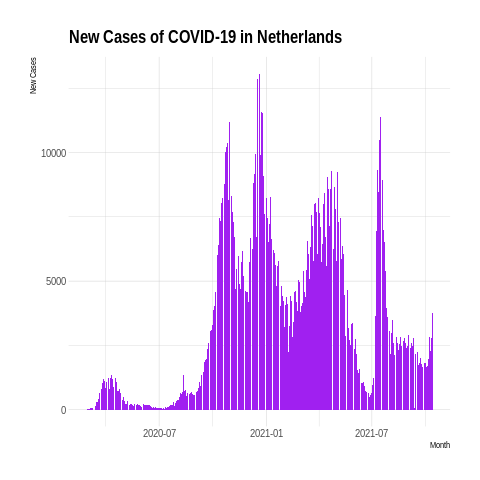 New Cases of COVID-19 in Netherlands
New Cases
10000
5000
0
2020-07
2021-01
2021-07
Month